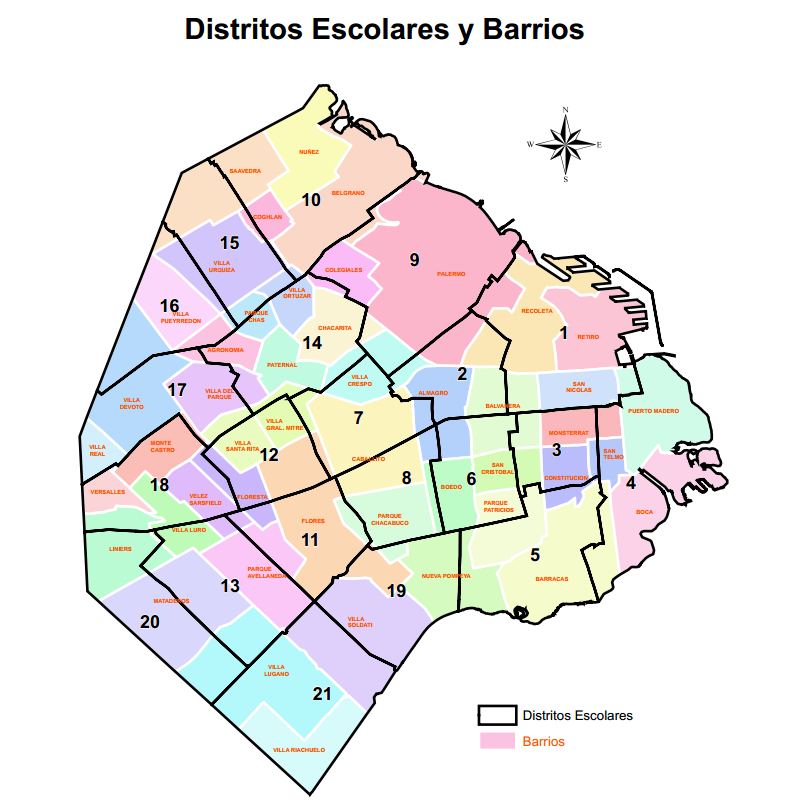 Distritos Escolares y Barrios
N
W
E
S
NUÑEZ
SAAVEDRA
BELGRANO
10
COGHLAN
15
VILLA
URQUIZA
COLEGIALES
9
PALERMO
VILLA
ORTUZAR
16
VILLA
PUEYRREDON
PARQUE
CHAS
CHACARITA
14
RECOLETA
1
RETIRO
AGRONOMIA
PATERNAL
VILLA
CRESPO
2
ALMAGRO
SAN
NICOLAS
BALVANERA
PUERTO MADERO
17
VILLA DEL
PARQUE
VILLA
DEVOTO
VILLA
GRAL. MITRE
7
MONSERRAT
VILLA
REAL
MONTE
CASTRO
VILLA
SANTA RITA
12
CABALLITO
3
SAN
TELMO
8
BOEDO
6
SAN
CRISTOBAL
CONSTITUCION
4
VERSALLES
18
VELEZ
SARSFIELD
FLORESTA
PARQUE
PATRICIOS
BOCA
VILLA LURO
FLORES
11
PARQUE
CHACABUCO
LINIERS
PARQUE
AVELLANEDA
13
19
NUEVA POMPEYA
5
BARRACAS
MATADEROS
20
VILLA
SOLDATI
VILLA
LUGANO
21
VILLA RIACHUELO
Distritos Escolares
Barrios